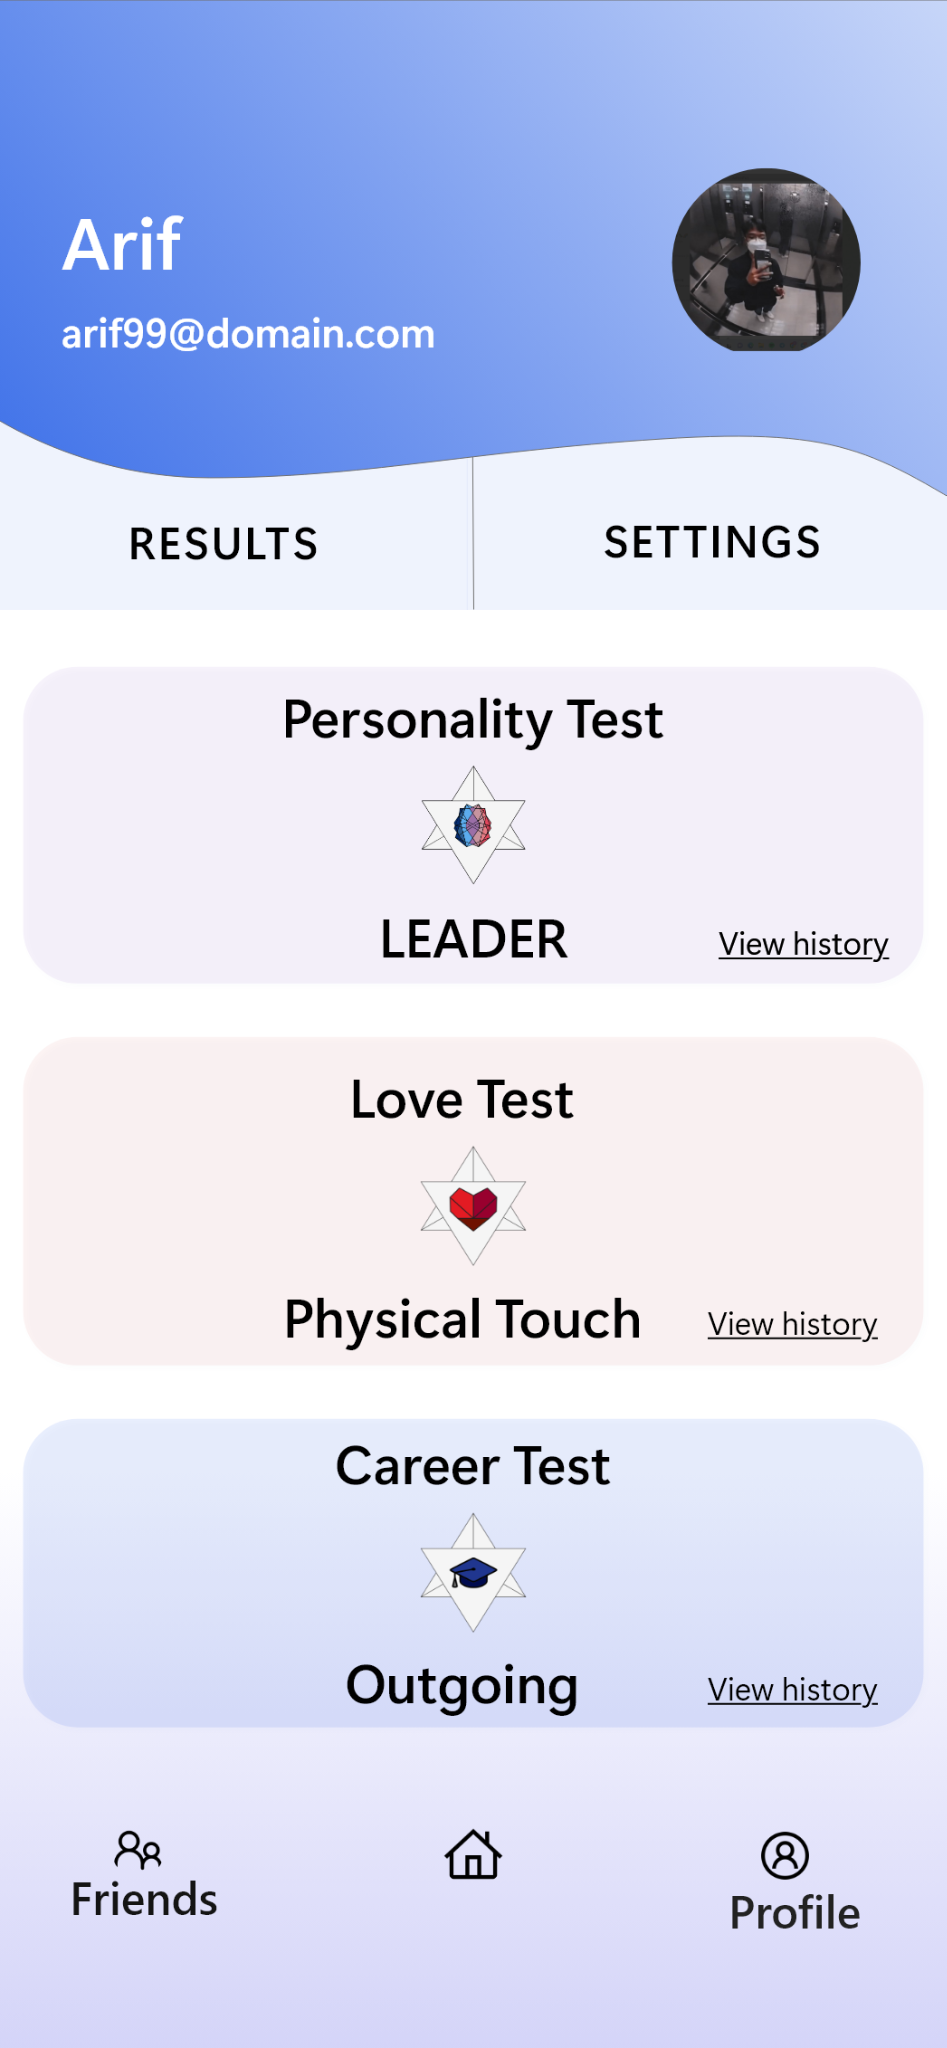 Arif
arif99@domain.com
RESULTS
SETTINGS
Personality Test
LEADER
View history
Love Test
Physical Touch
View history
Career Test
Outgoing
View history
Friends
Profile